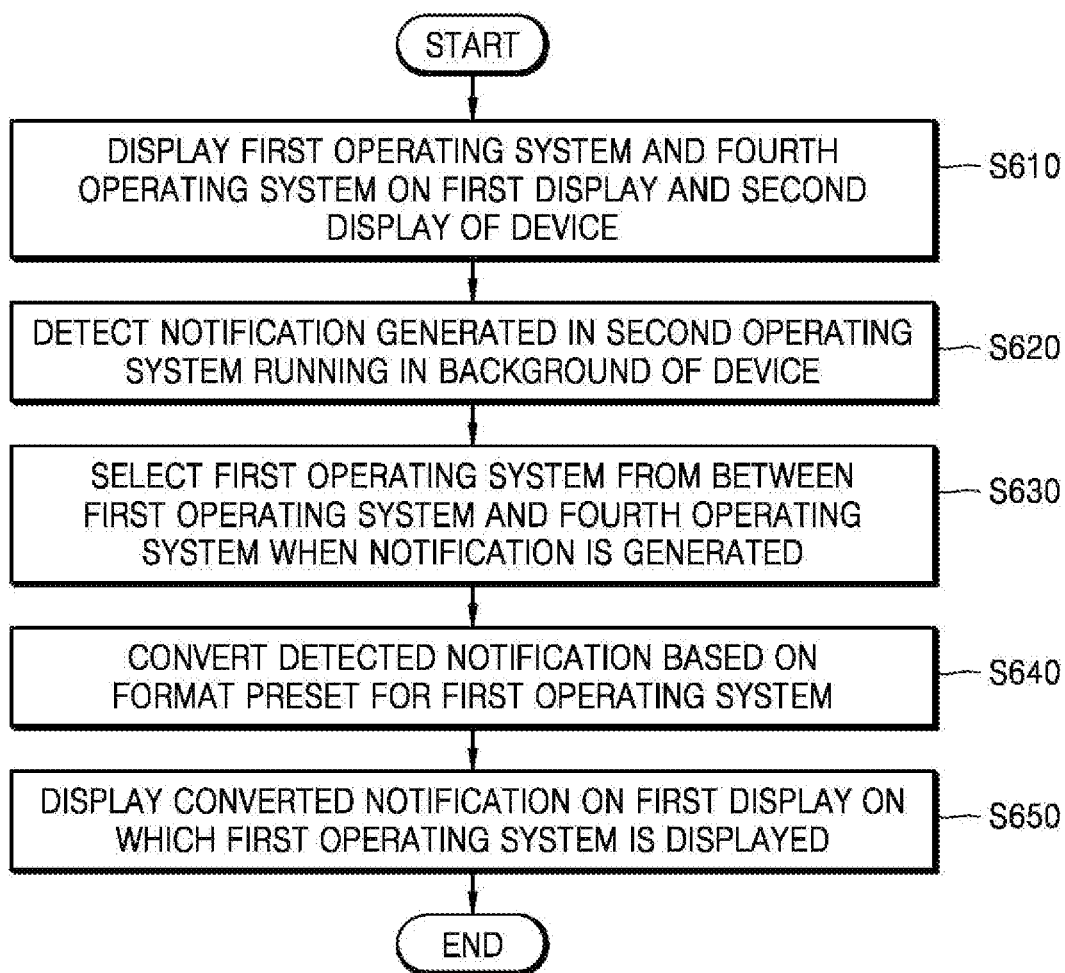 START
DISPLAY FIRST OPERATING SYSTEM AND FOURTH
OPERATING SYSTEM ON FIRST DISPLAY AND SECOND
DISPLAY OF DEVICE
S610
DETECT NOTIFICATION GENERATED IN SECOND OPERATING
SYSTEM RUNNING IN BACKGROUND OF DEVICE
S620
SELECT FIRST OPERATING SYSTEM FROM BETWEEN
FIRST OPERATING SYSTEM AND FOURTH OPERATING
SYSTEM WHEN NOTIFICATION IS GENERATED
S630
CONVERT DETECTED NOTIFICATION BASED ON
FORMAT PRESET FOR FIRST OPERATING SYSTEM
S640
DISPLAY CONVERTED NOTIFICATION ON FIRST DISPLAY ON
WHICH FIRST OPERATING SYSTEM IS DISPLAYED
S650
END